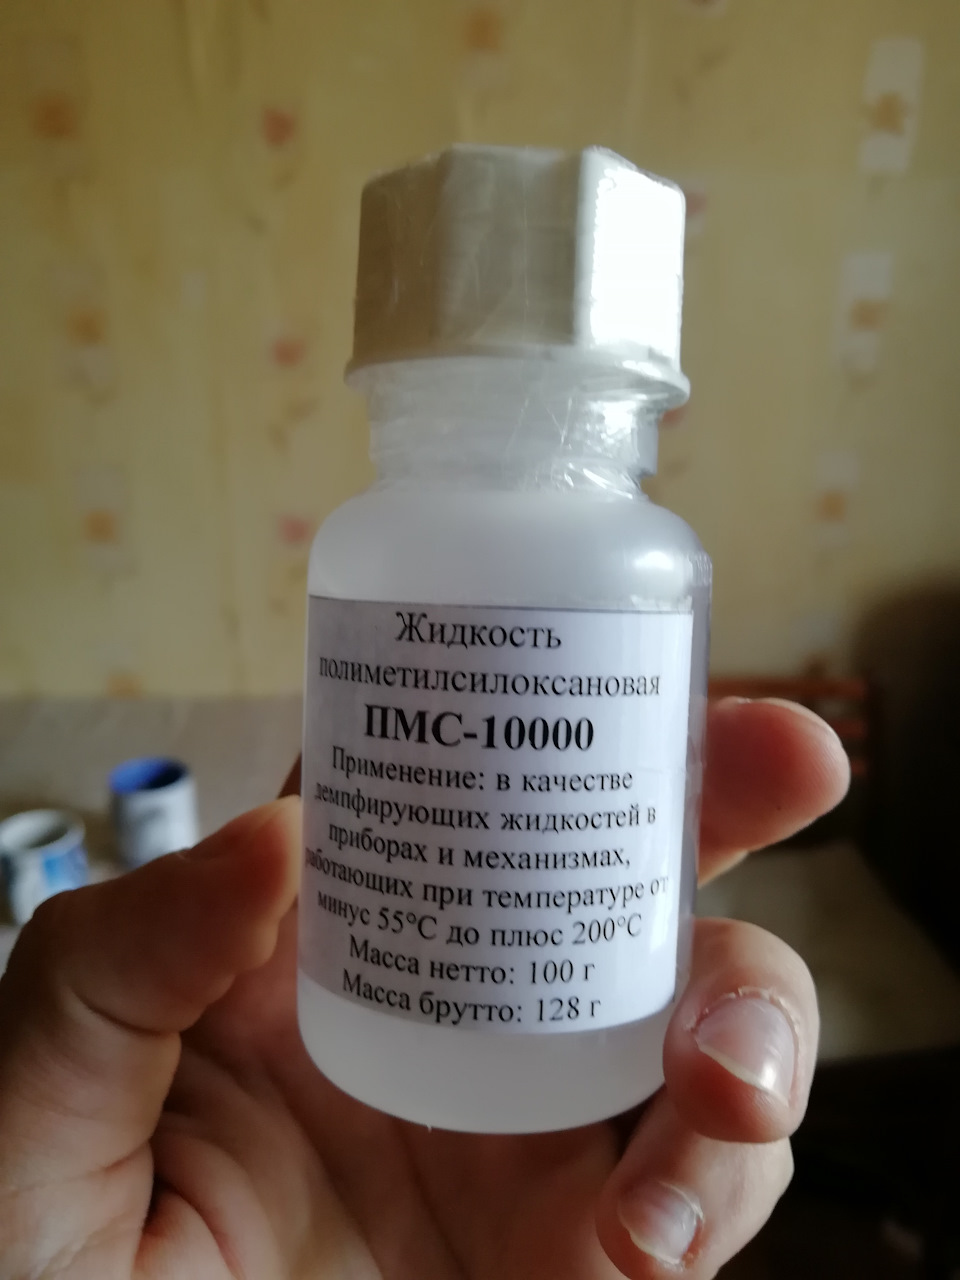 Жидкость
полиметилсилоксановая
ПМС-10000
Применение: в качестве
демпфирующих жидкостей в
приборах и механизмах,
работающих при температуре от
минус 55°С до плюс 200°С
Масса нетто: 100 г
Масса брутто: 128 г